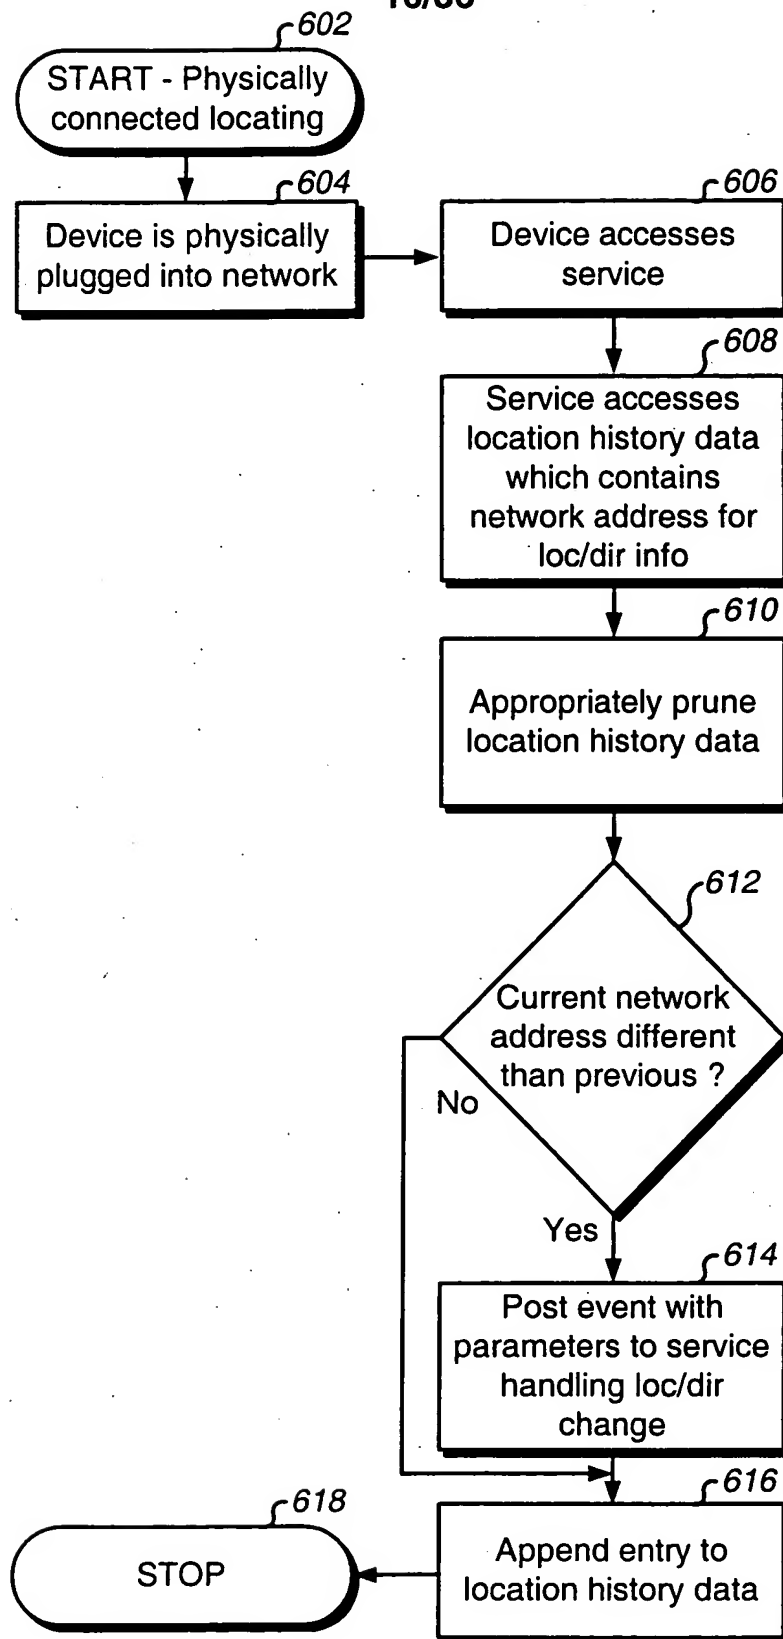 602
START - Physically
connected locating
604
Device is physically
plugged into network
606
Device accesses
service
608
Service accesses
location history data
which contains
network address for
loc/dir info
610
Appropriately prune
location history data
612
Current network
address different
than previous ?
No
Yes
614
Post event with
parameters to service
handling loc/dir
change
616
Append entry to
location history data
618
STOP